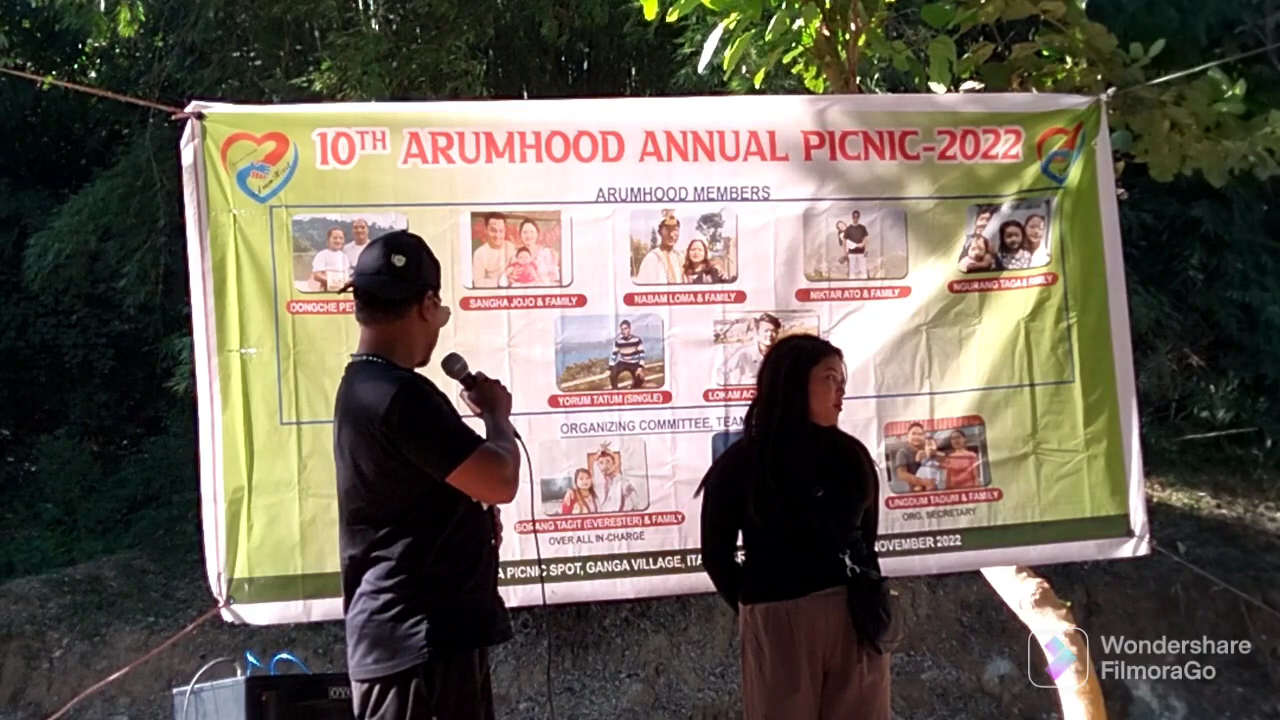 10TH ARUMHOOD ANNUAL PICNIC-2022
ARUMHOOD MEMBERS
DONGCHE
SANGHA JOJO & FAMILY
NABAM LOMA & FAMILY
NIKTAR ATO & FAMILY
NGURANG TAGA & FAMILY
YORUM TATUM (SINGLE)
LOKAM
ORGANIZING COMMITTEE, TEAM
SORANG TAGIT (EVERESTER) & FAMILY
OVER ALL IN-CHARGE
LINGDUM TADUM & FAMILY
ORG. SECRETARY
PICNIC SPOT, GANGA VILLAGE, NOVEMBER 2022
Wondershare
FilmoraGo